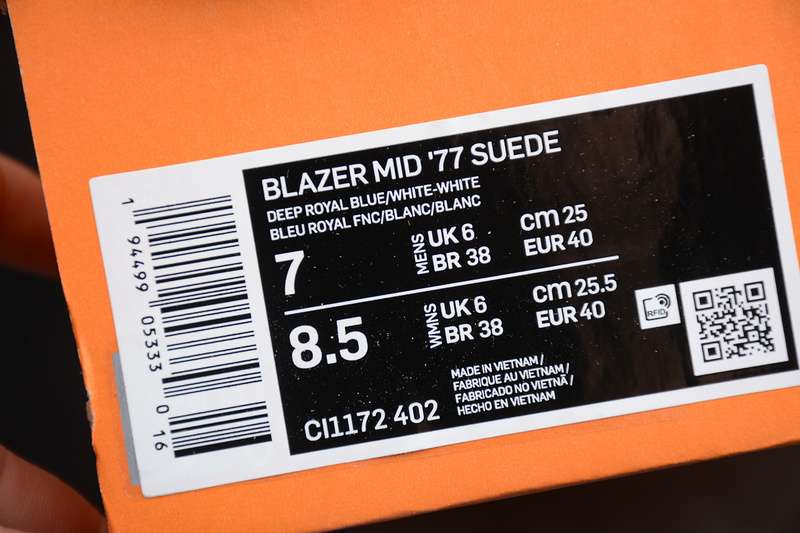 BLAZER MID '77 SUEDE
DEEP ROYAL BLUE/WHITE-WHITE
BLEU ROYAL FNC/BLANC/BLANC
7
MENS
UK 6
BR 38
cm 25
EUR 40
8.5
WMNS
UK 6
BR 38
cm 25.5
EUR 40
RFID
CI1172 402
MADE IN VIETNAM /
FABRIQUE AU VIETNAM /
FABRICADO NO VIETNÃ /
HECHO EN VIETNAM
1 94499 05333 0 16